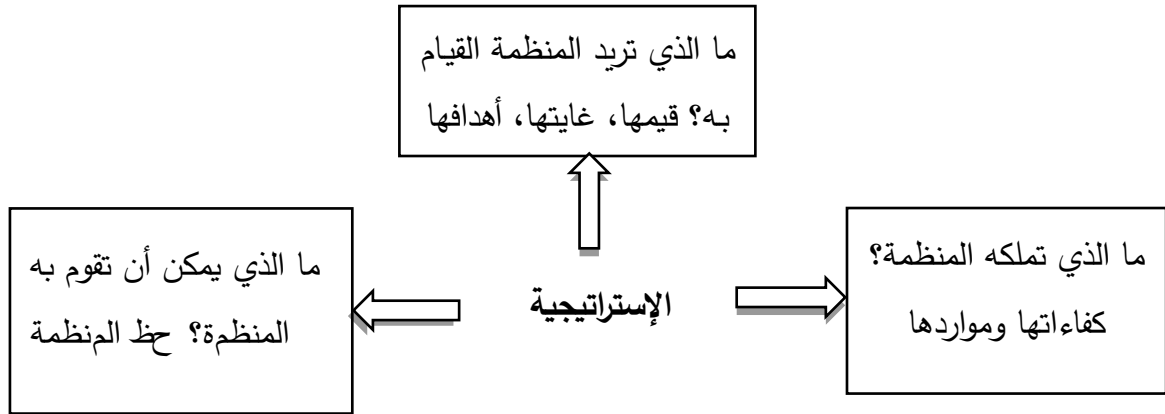 ما الذي تريد المنظمة القيام
به؟ قيمها، غايتها، أهدافها
ما الذي تملكه المنظمة؟
كفاءاتها ومواردها
الإستراتيجية
ما الذي يمكن أن تقوم به
المنظمة؟ حظ المنظمة